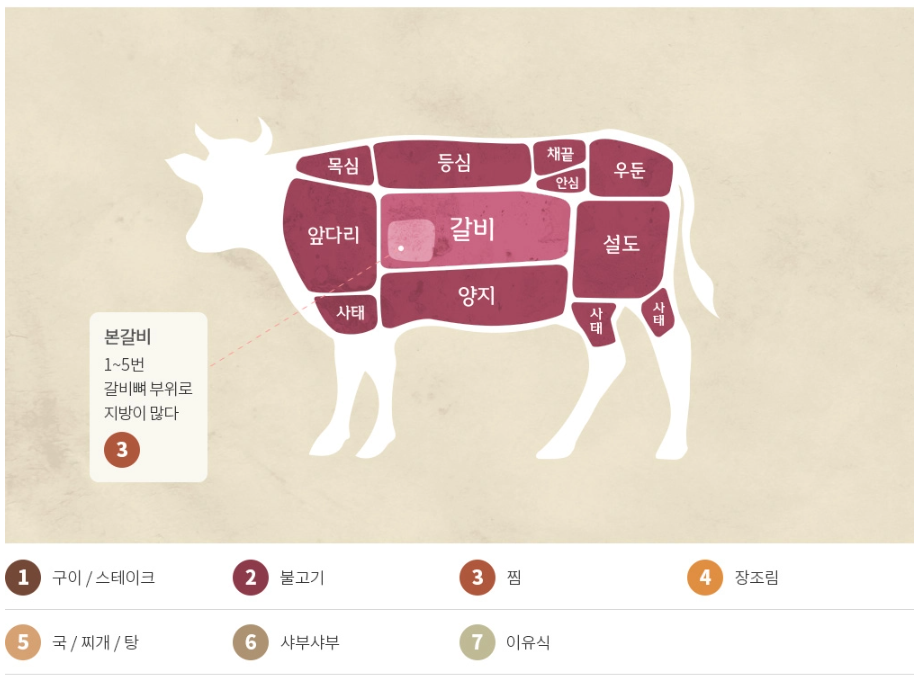 목심
등심
채끝
안심
우둔
앞다리
갈비
설도
양지
사태
사
태
사
태
본갈비
1~5번
갈비뼈 부위로
지방이 많다
3
1 구이 / 스테이크
2 불고기
3 찜
4 장조림
5 국 / 찌개 / 탕
6 샤부샤부
7 이유식